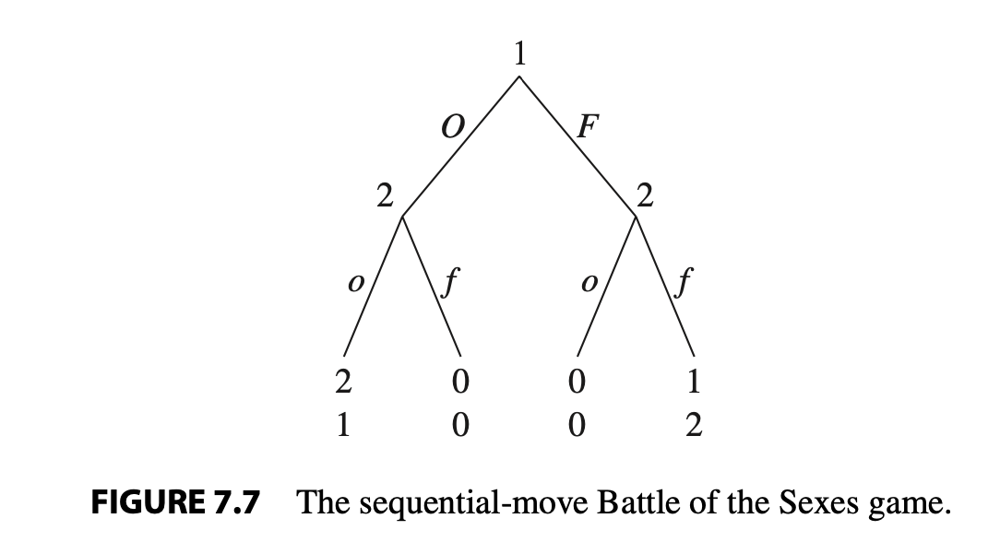 1
O F
2 2
o f o f
2 0 0 1
1 0 0 2
FIGURE 7.7 The sequential-move Battle of the Sexes game.